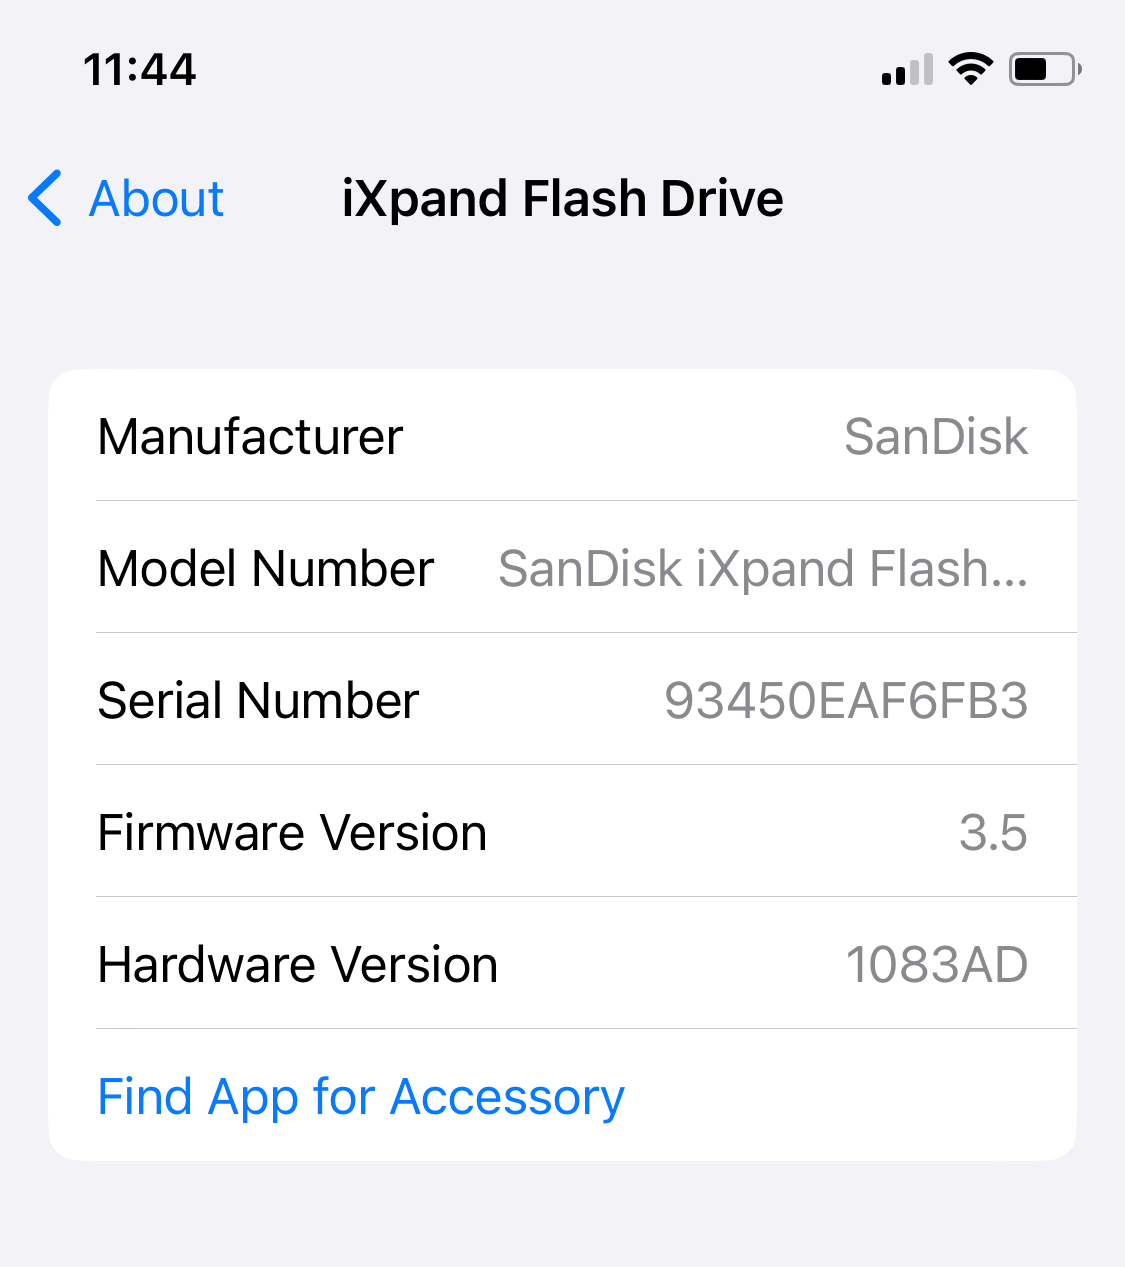 11:44
About
iXpand Flash Drive
Manufacturer SanDisk
Model Number SanDisk iXpand Flash...
Serial Number 93450EAF6FB3
Firmware Version 3.5
Hardware Version 1083AD
Find App for Accessory